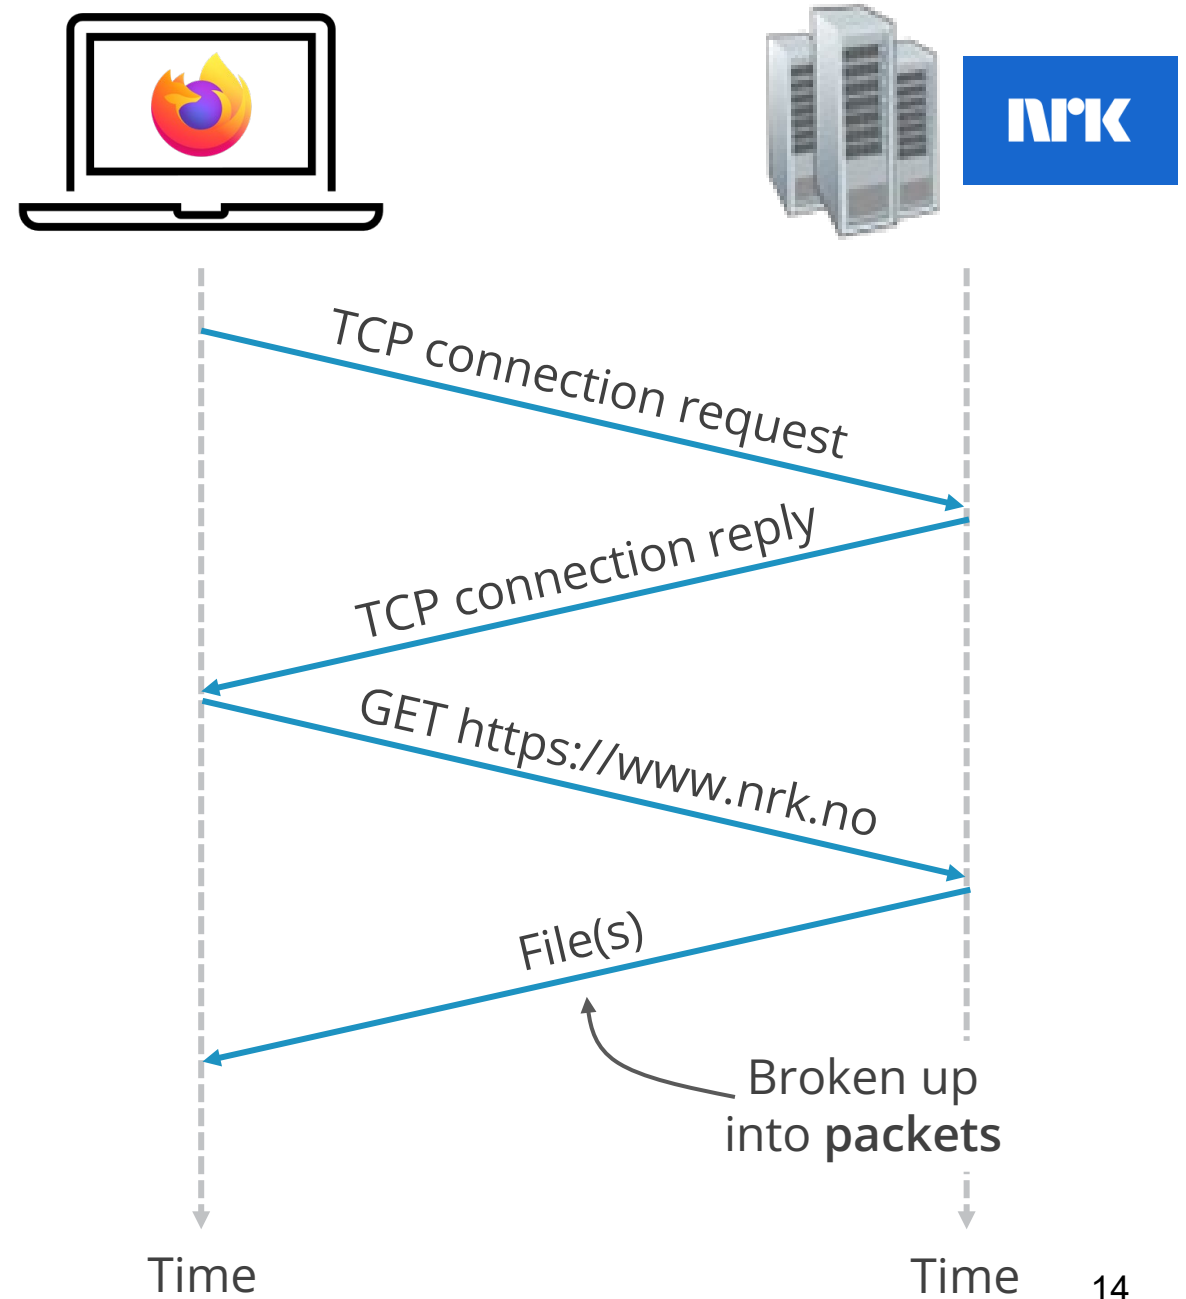 nrk
TCP connection request
TCP connection reply
GET https://www.nrk.no
File(s)
Broken up
into packets
Time
Time
14